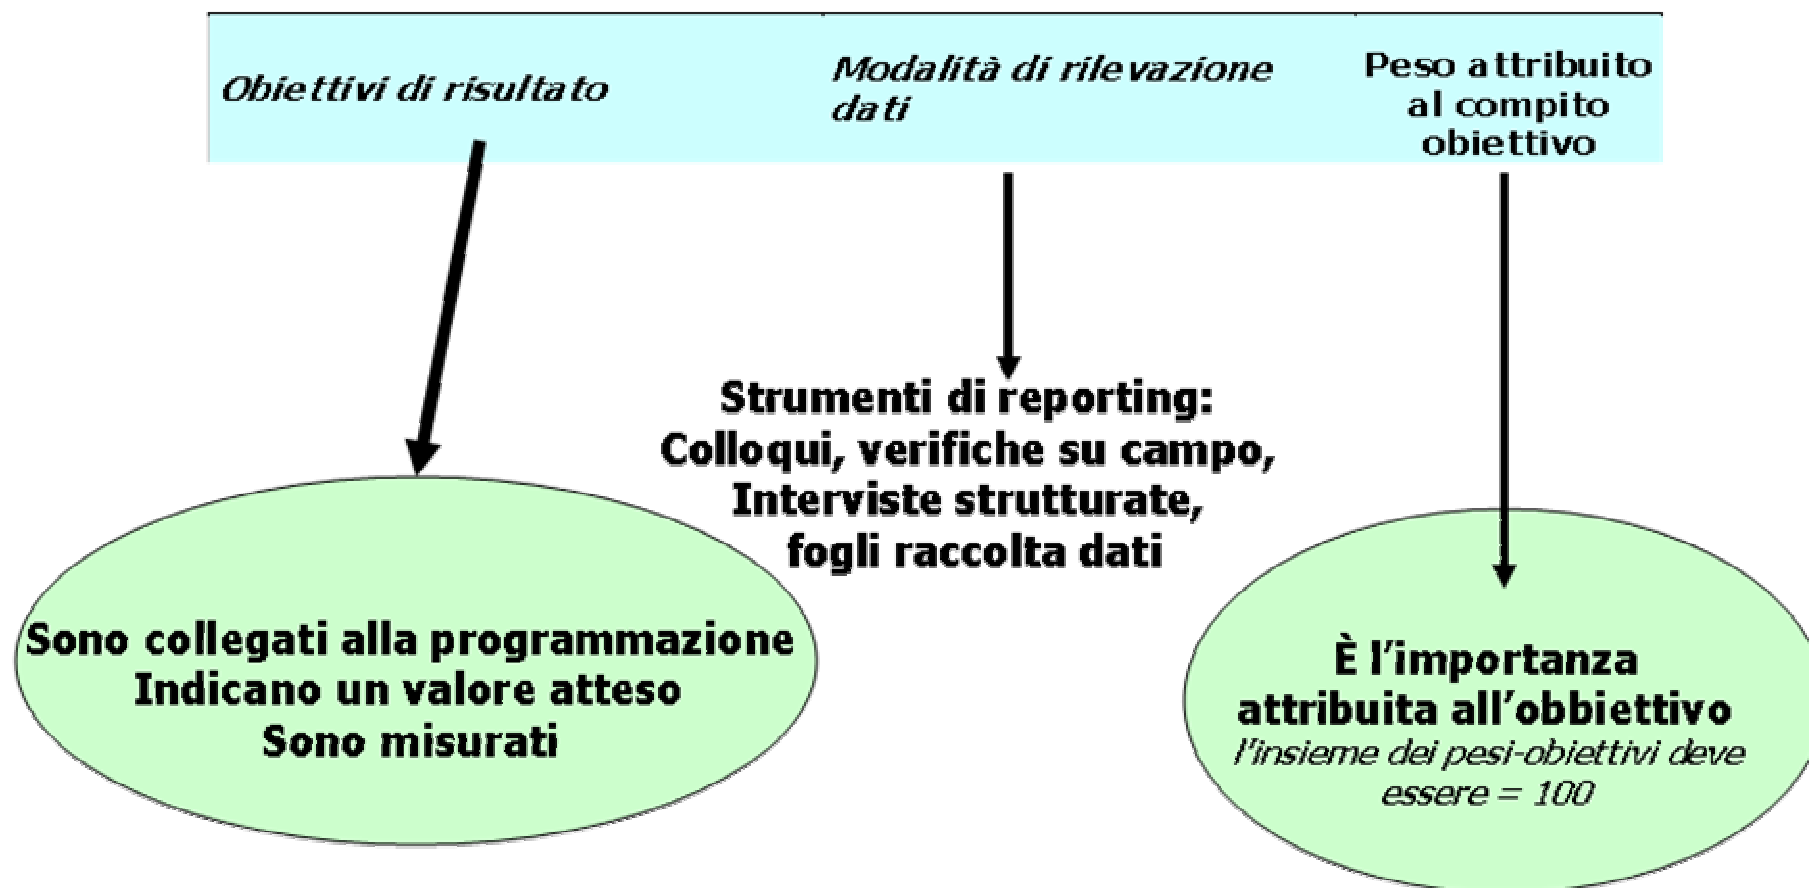 Obiettivi di risultato
Modalità di rilevazione
dati
Peso attribuito
al compito
obiettivo
Strumenti di reporting:
Colloqui, verifiche su campo,
Interviste strutturate,
fogli raccolta dati
Sono collegati alla programmazione
Indicano un valore atteso
Sono misurati
È l'importanza
attribuita all'obbiettivo
l'insieme dei pesi-obiettivi deve
essere = 100